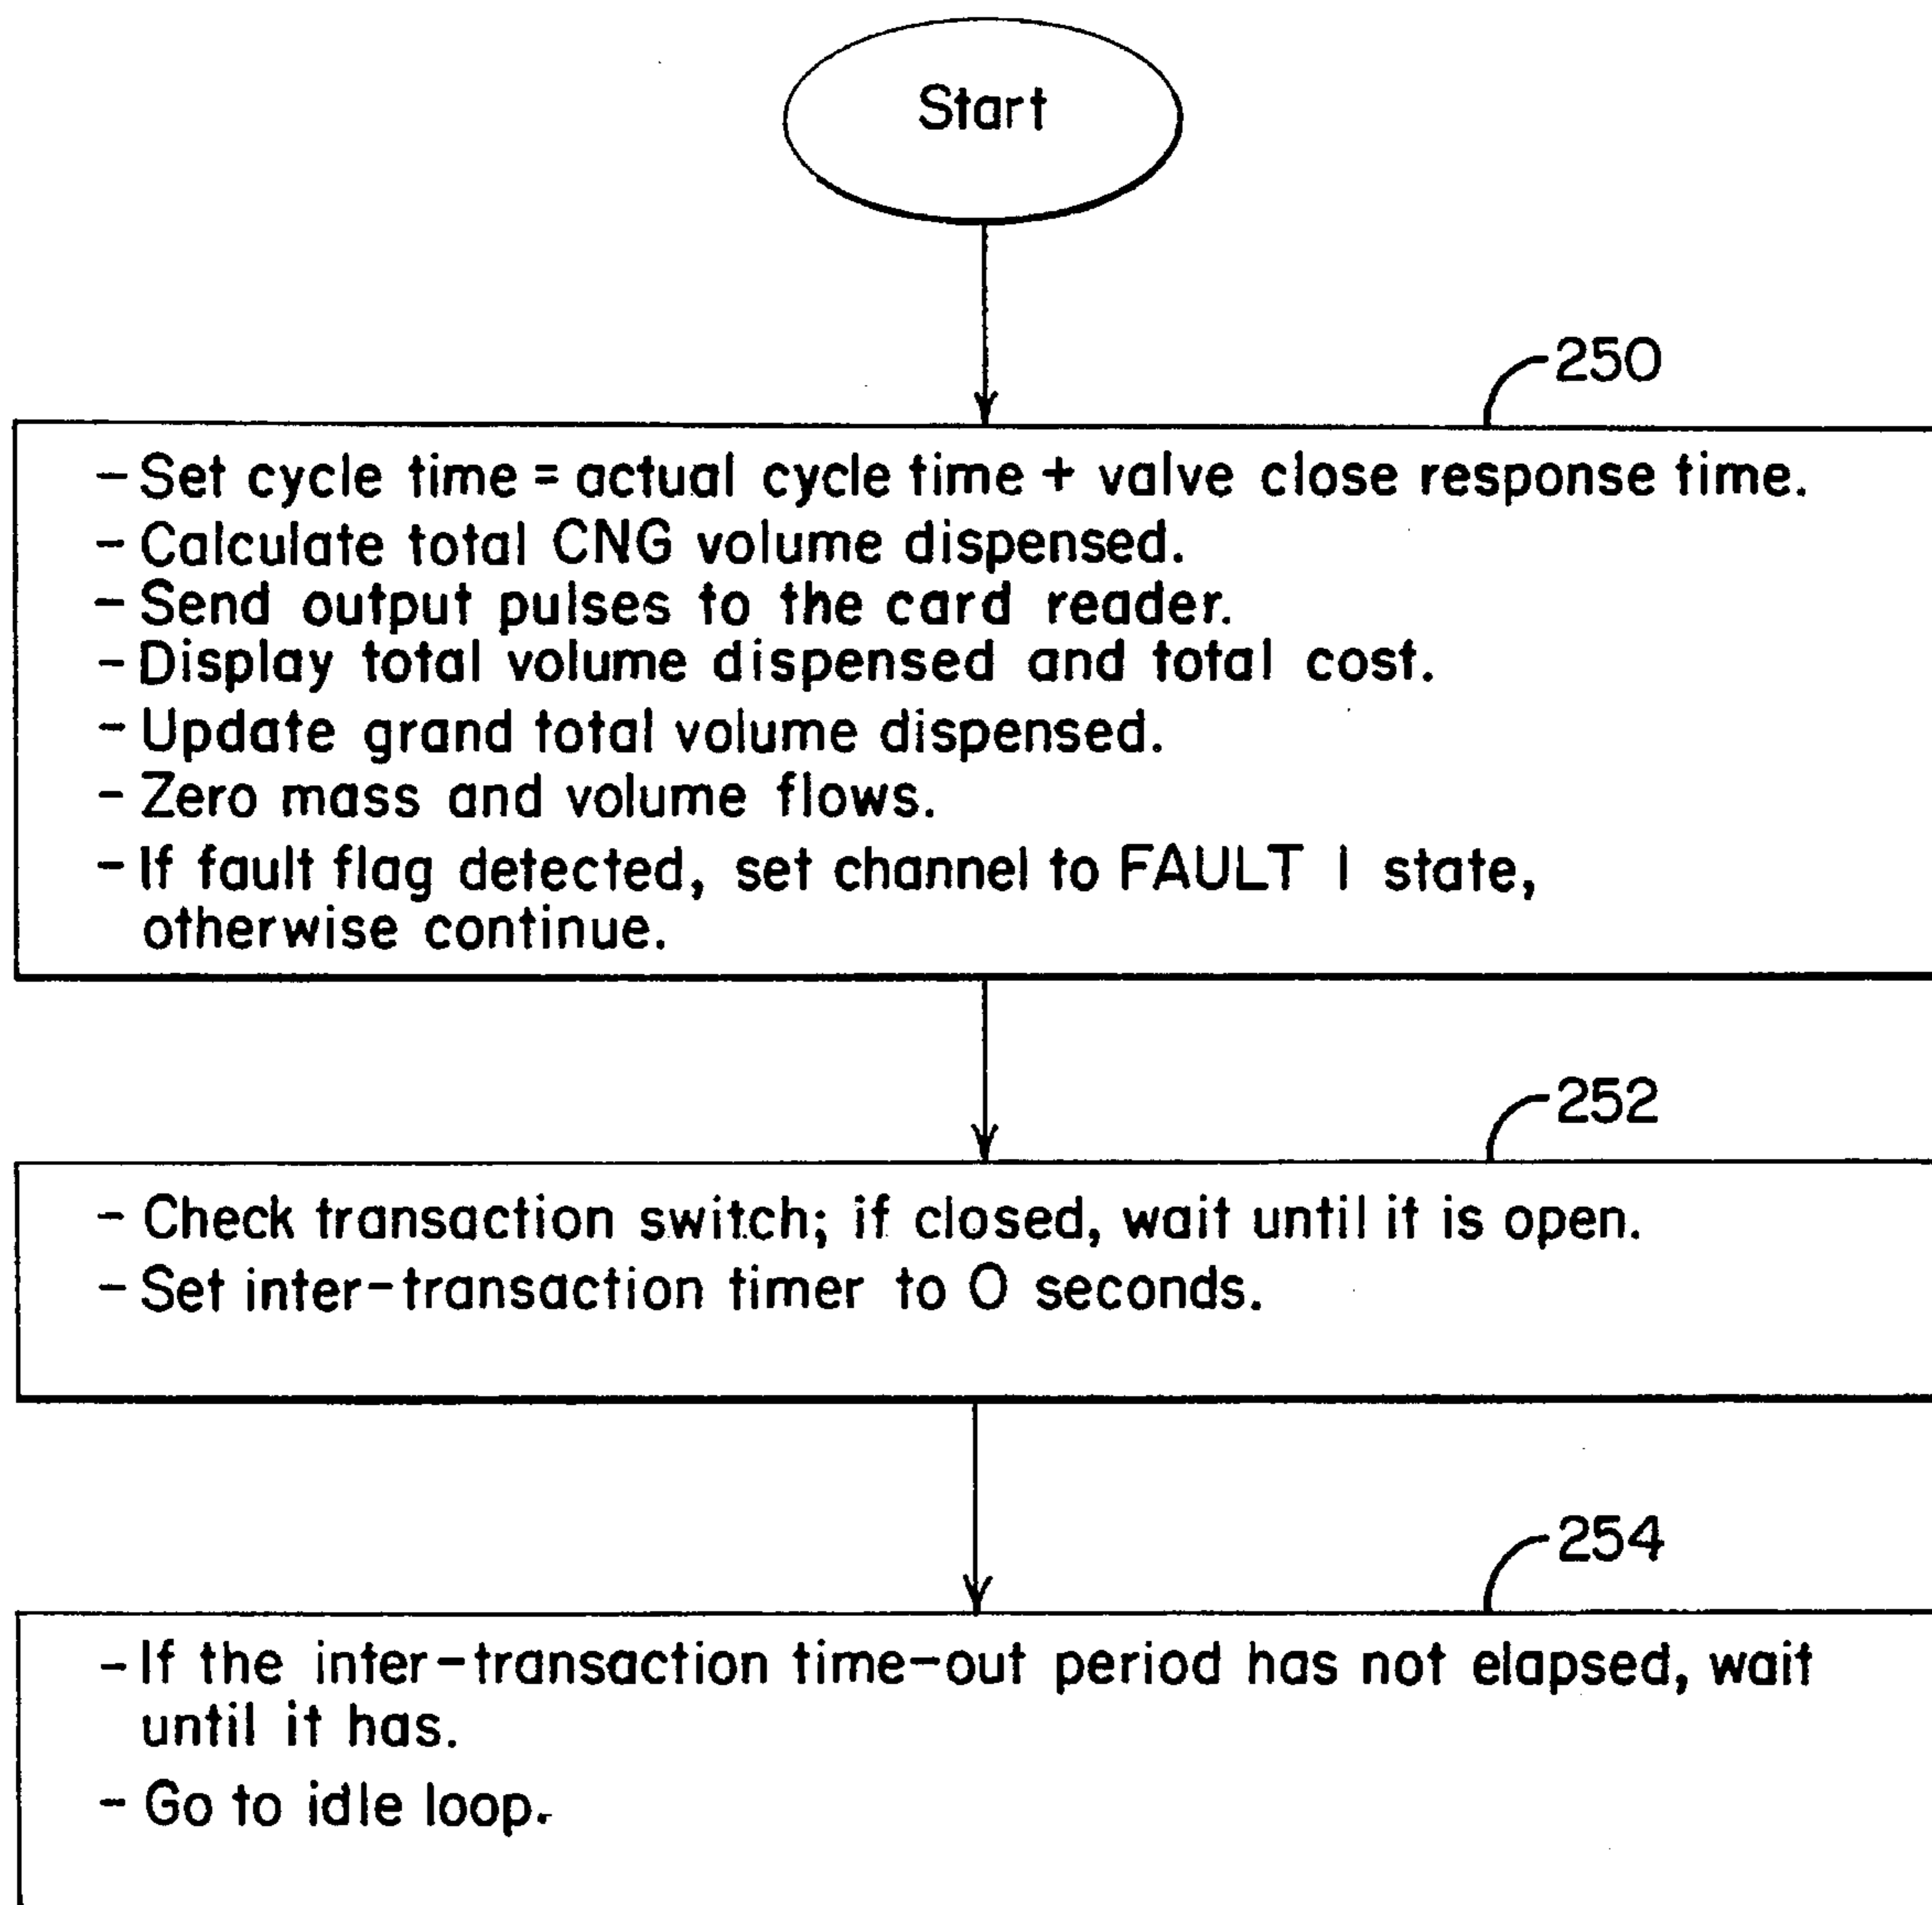 Start
250
- Set cycle time = actual cycle time + valve close response time.
- Calculate total CNG volume dispensed.
- Send output pulses to the card reader.
- Display total volume dispensed and total cost.
- Update grand total volume dispensed.
- Zero mass and volume flows.
- If fault flag detected, set channel to FAULT 1 state,
otherwise continue.
252
- Check transaction switch; if closed, wait until it is open.
- Set inter-transaction timer to 0 seconds.
254
- If the inter-transaction time-out period has not elapsed, wait
until it has.
- Go to idle loop.